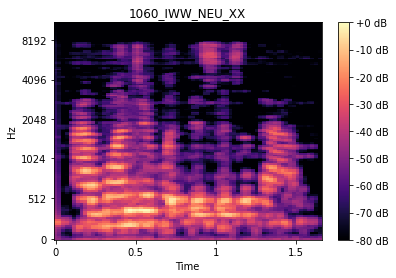 1060_IWW_NEU_XX
8192
4096
2048
1024
512
0
Hz
0
0.5
1
1.5
Time
+0 dB
-10 dB
-20 dB
-30 dB
-40 dB
-50 dB
-60 dB
-70 dB
-80 dB